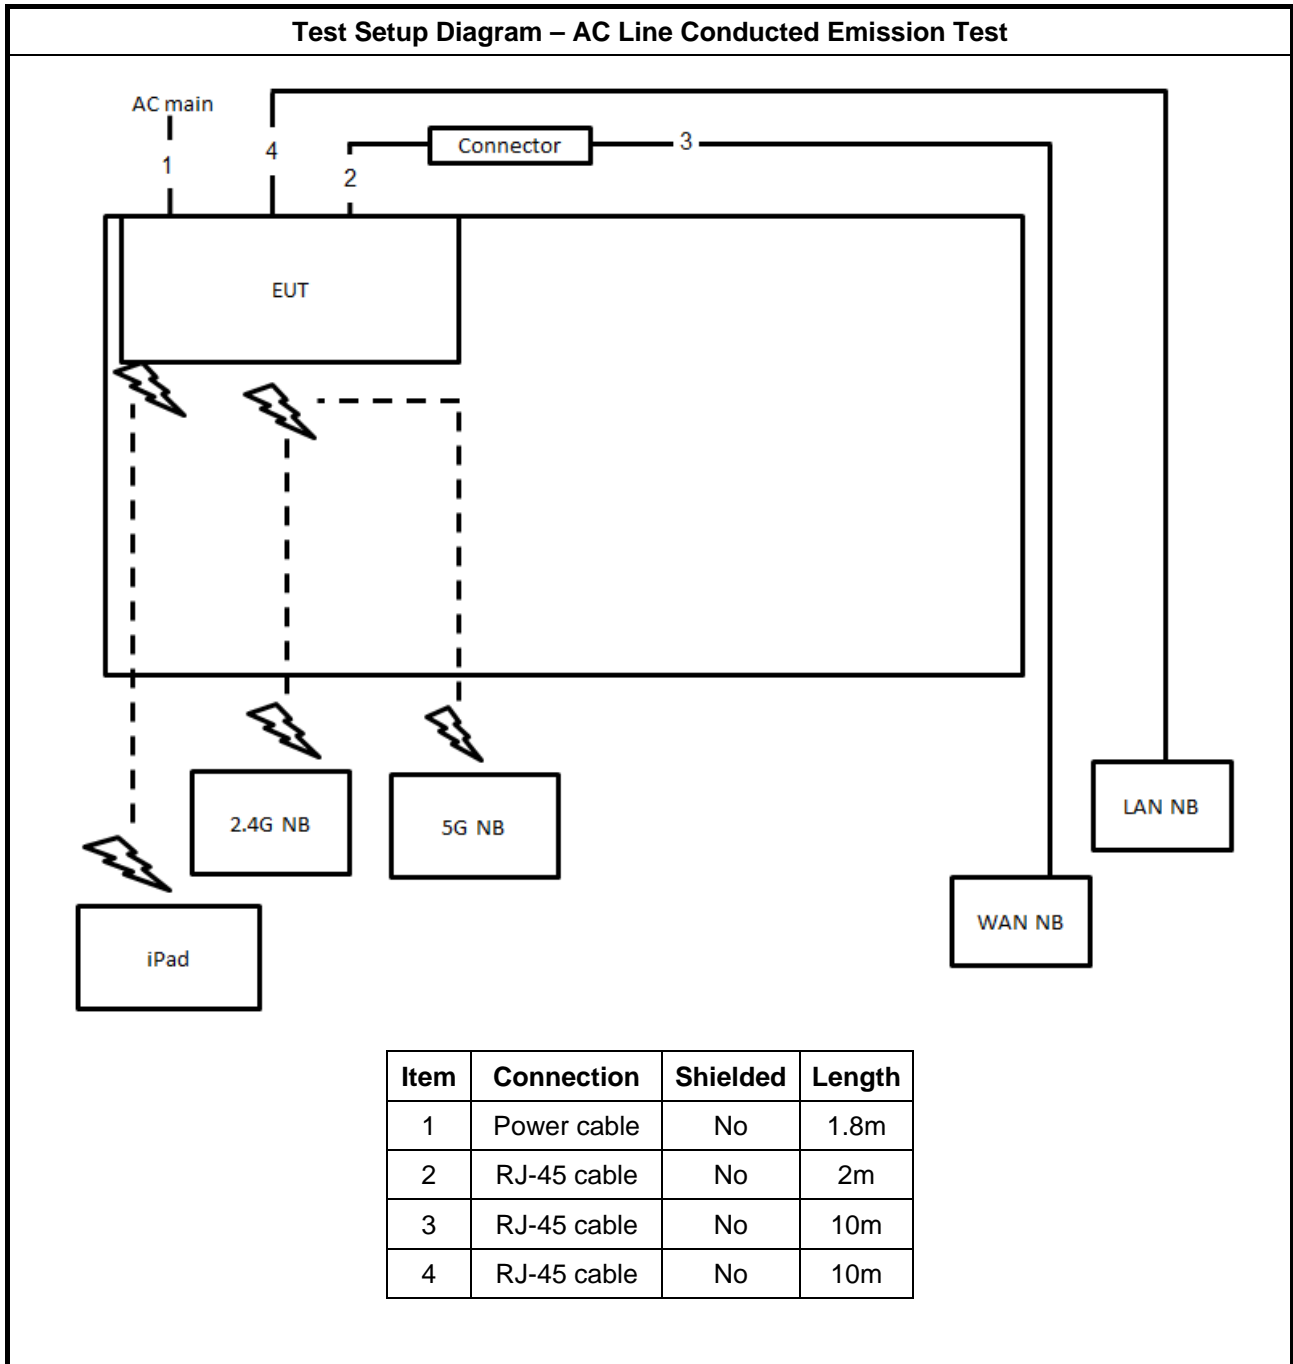 Test Setup Diagram – AC Line Conducted Emission Test
AC main
1
4
2
Connector
3
EUT
2.4G NB
5G NB
LAN NB
WAN NB
iPad
Item Connection Shielded Length
1 Power cable No 1.8m
2 RJ-45 cable No 2m
3 RJ-45 cable No 10m
4 RJ-45 cable No 10m